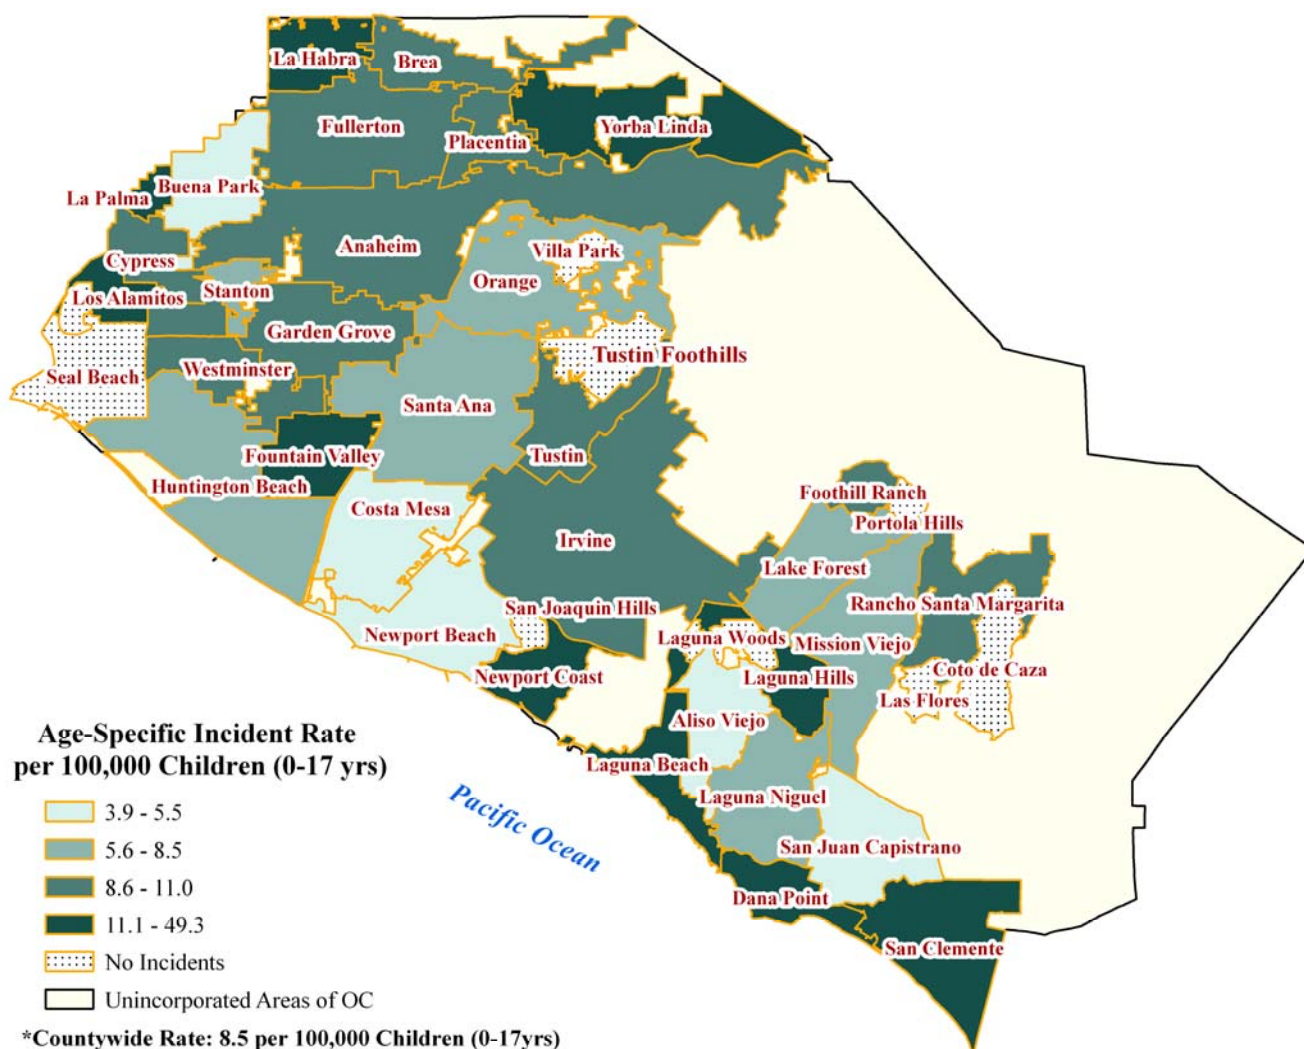 La Habra
Brea
Fullerton
Placentia
Yorba Linda
La Palma
Buena Park
Anaheim
Villa Park
Cypress
Orange
Los Alamitos
Stanton
Garden Grove
Tustin Foothills
Seal Beach
Westminster
Santa Ana
Fountain Valley
Tustin
Huntington Beach
Costa Mesa
Foothill Ranch
Portola Hills
Irvine
Lake Forest
San Joaquin Hills
Rancho Santa Margarita
Newport Beach
Laguna Woods
Mission Viejo
Newport Coast
Laguna Hills
Coto de Caza
Las Flores
Aliso Viejo
Laguna Beach
Laguna Niguel
San Juan Capistrano
Dana Point
San Clemente
Pacific Ocean
Age-Specific Incident Rate
per 100,000 Children (0-17 yrs)
3.9 - 5.5
5.6 - 8.5
8.6 - 11.0
11.1 - 49.3
No Incidents
Unincorporated Areas of OC
*Countywide Rate: 8.5 per 100,000 Children (0-17yrs)